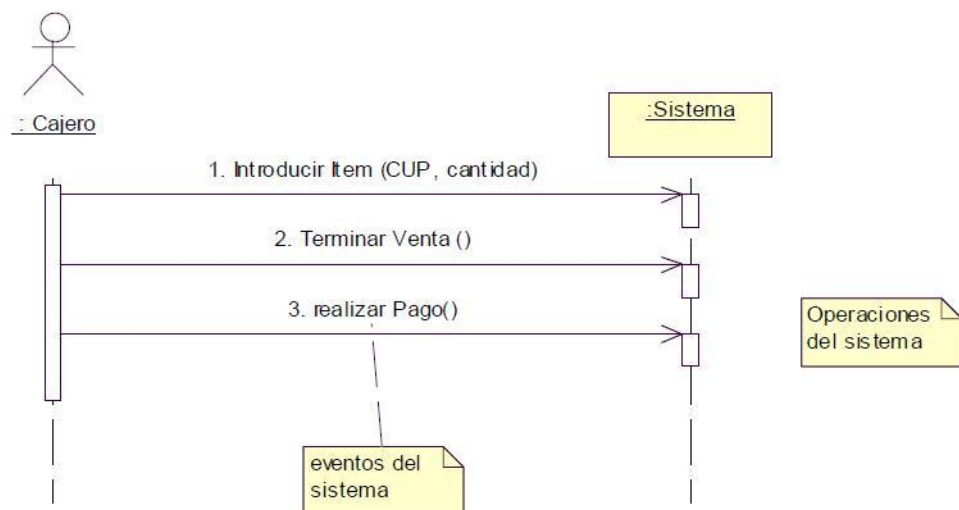 : Cajero
:Sistema
1. Introducir Item (CUP, cantidad)
2. Terminar Venta ()
3. realizar Pago()
Operaciones
del sistema
eventos del
sistema